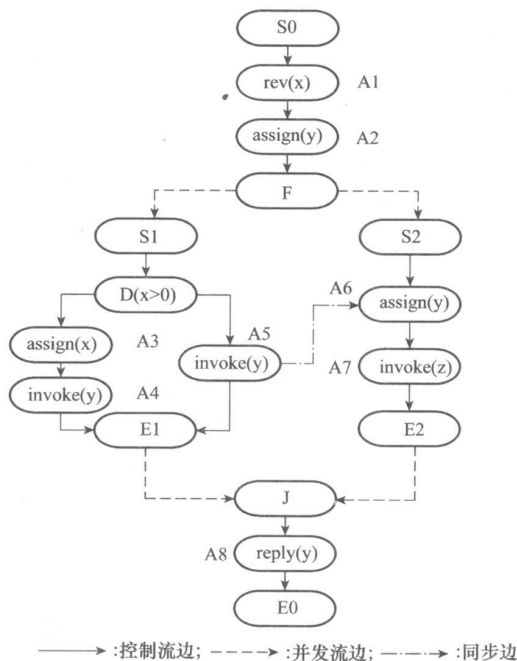 S0
rev(x) A1
assign(y) A2
F
S1 S2
D(x>0) A6 assign(y)
assign(x) A3 A5 invoke(y) A7 invoke(z)
invoke(y) A4
E1 E2
J
A8 reply(y)
E0
:控制流边; :并发流边; :同步边